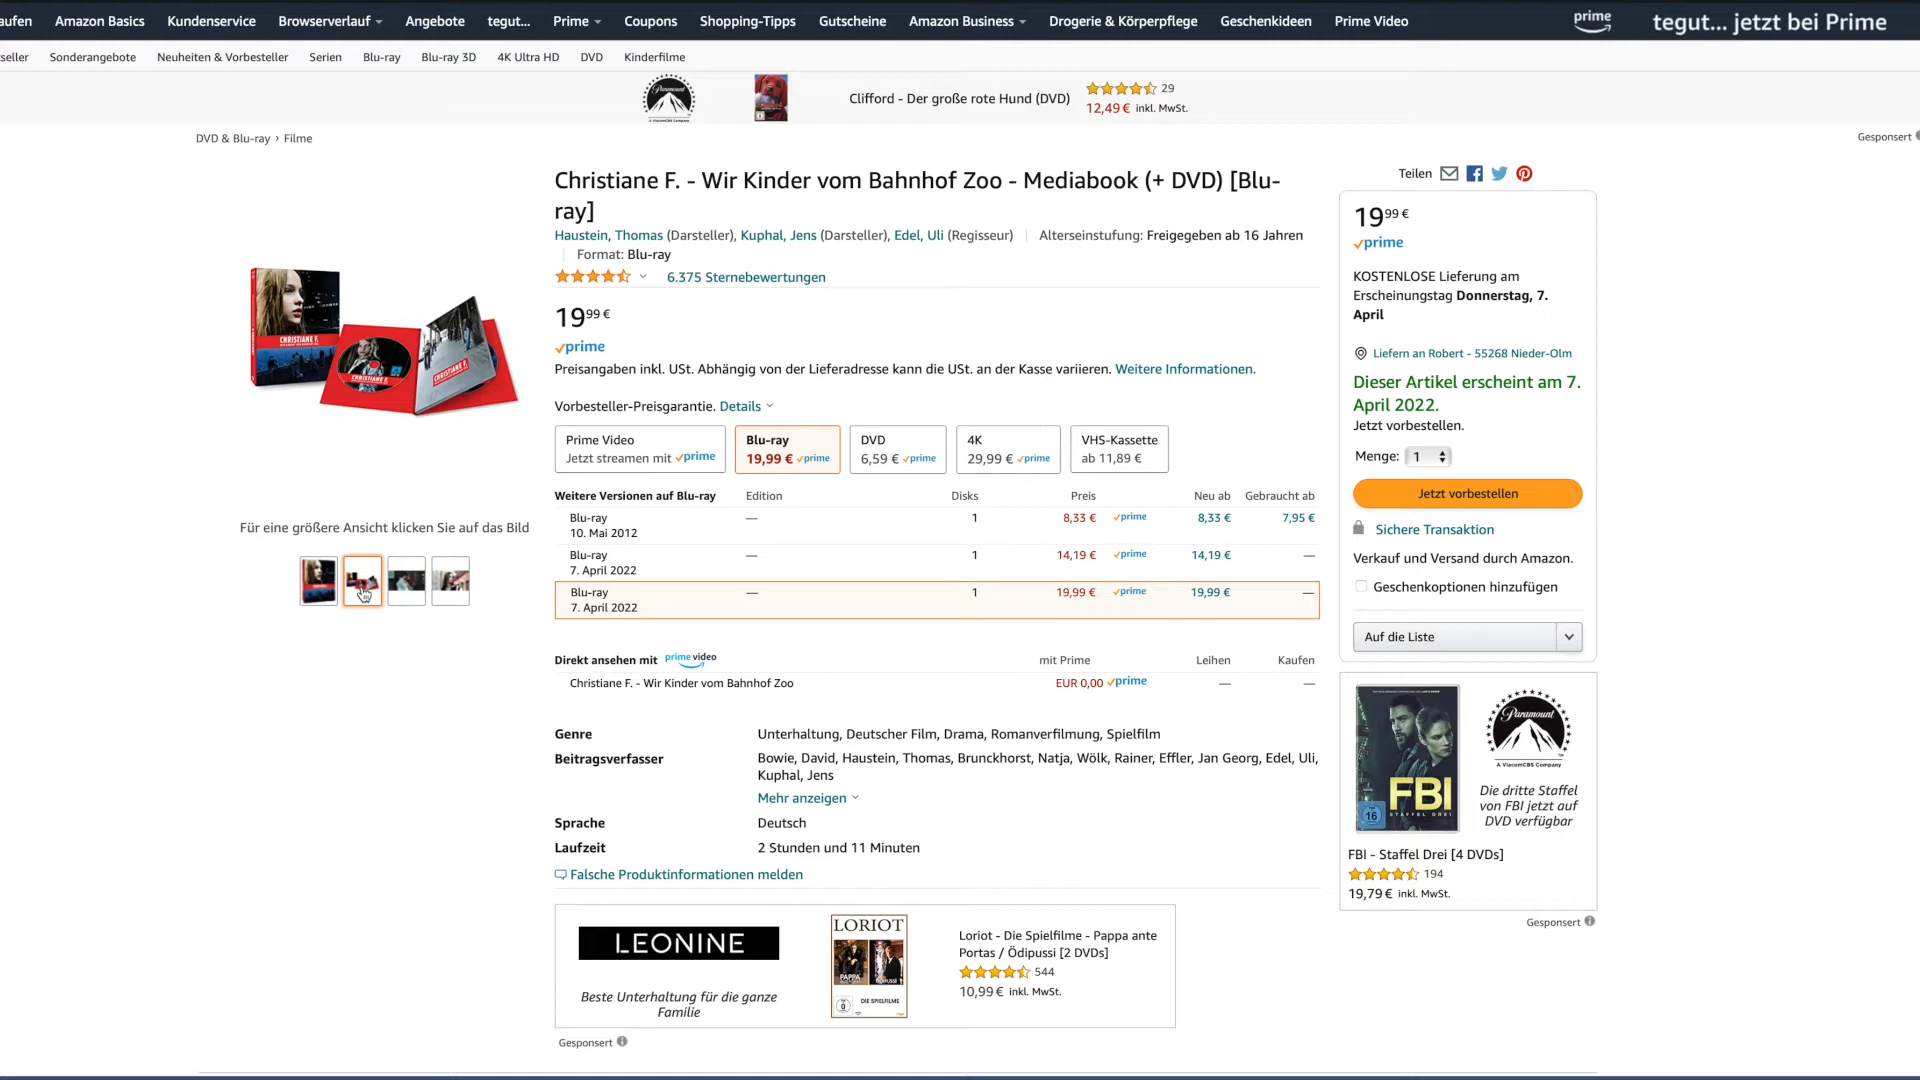 aufen Amazon Basics Kundenservice Browserverlauf Angebote tegut... Prime Coupons Shopping-Tipps Gutscheine Amazon Business Drogerie & Körperpflege Geschenkideen Prime Video prime tegut... jetzt bei Prime
seller Sonderangebote Neuheiten & Vorbesteller Serien Blu-ray Blu-ray 3D 4K Ultra HD DVD Kinderfilme
Paramount
A ViacomCBS Company
Clifford - Der große rote Hund (DVD)
29
12,49 € inkl. MwSt.
DVD & Blu-ray › Filme
Gesponsert
Christiane F. - Wir Kinder vom Bahnhof Zoo - Mediabook (+ DVD) [Blu-
ray]
Haustein, Thomas (Darsteller), Kuphal, Jens (Darsteller), Edel, Uli (Regisseur) Alterseinstufung: Freigegeben ab 16 Jahren
Format: Blu-ray
6.375 Sternebewertungen
19 99 €
prime
Preisangaben inkl. USt. Abhängig von der Lieferadresse kann die USt. an der Kasse variieren. Weitere Informationen.
Vorbesteller-Preisgarantie. Details
Prime Video
Jetzt streamen mit prime
Blu-ray
19,99 € prime
DVD
6,59 € prime
4K
29,99 € prime
VHS-Kassette
ab 11,89 €
Weitere Versionen auf Blu-ray Edition Disks Preis Neu ab Gebraucht ab
Blu-ray — 1 8,33 € prime 8,33 € 7,95 €
10. Mai 2012
Blu-ray — 1 14,19 € prime 14,19 € —
7. April 2022
Blu-ray — 1 19,99 € prime 19,99 € —
7. April 2022
Direkt ansehen mit prime video mit Prime Leihen Kaufen
Christiane F. - Wir Kinder vom Bahnhof Zoo EUR 0,00 prime — —
Genre Unterhaltung, Deutscher Film, Drama, Romanverfilmung, Spielfilm
Beitragsverfasser Bowie, David, Haustein, Thomas, Brunckhorst, Natja, Wölk, Rainer, Effler, Jan Georg, Edel, Uli,
Kuphal, Jens
Mehr anzeigen
Sprache Deutsch
Laufzeit 2 Stunden und 11 Minuten
Falsche Produktinformationen melden
CHRISTIANE F.
CHRISTIANE F.
CHRISTIANE F.
Für eine größere Ansicht klicken Sie auf das Bild
Teilen
19 99 €
prime
KOSTENLOSE Lieferung am
Erscheinungstag Donnerstag, 7.
April
Liefern an Robert - 55268 Nieder-Olm
Dieser Artikel erscheint am 7.
April 2022.
Jetzt vorbestellen.
Menge: 1
Jetzt vorbestellen
Sichere Transaktion
Verkauf und Versand durch Amazon.
Geschenkoptionen hinzufügen
Auf die Liste
FBI
STAFFEL DREI
16
Paramount
A ViacomCBS Company
Die dritte Staffel
von FBI jetzt auf
DVD verfügbar
FBI - Staffel Drei [4 DVDs]
194
19,79 € inkl. MwSt.
Gesponsert
LEONINE
Beste Unterhaltung für die ganze
Familie
LORIOT
PAPPA
DIE SPIELFILME
0
Loriot - Die Spielfilme - Pappa ante
Portas / Ödipussi [2 DVDs]
544
10,99 € inkl. MwSt.
Gesponsert